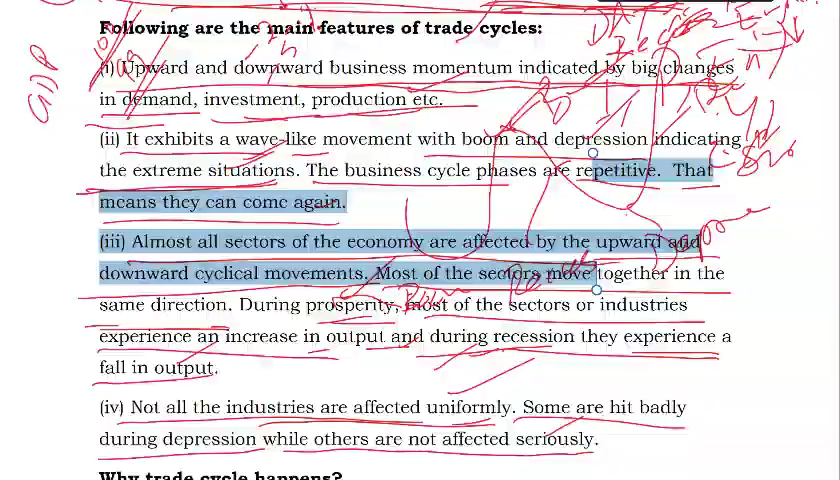 Following are the main features of trade cycles:
(i) Upward and downward business momentum indicated by big changes
in demand, investment, production etc.
(ii) It exhibits a wave-like movement with boom and depression indicating
the extreme situations. The business cycle phases are repetitive. That
means they can come again.
(iii) Almost all sectors of the economy are affected by the upward and
downward cyclical movements. Most of the sectors move together in the
same direction. During prosperity, most of the sectors or industries
experience an increase in output and during recession they experience a
fall in output.
(iv) Not all the industries are affected uniformly. Some are hit badly
during depression while others are not affected seriously.
Why trade cycle happens?